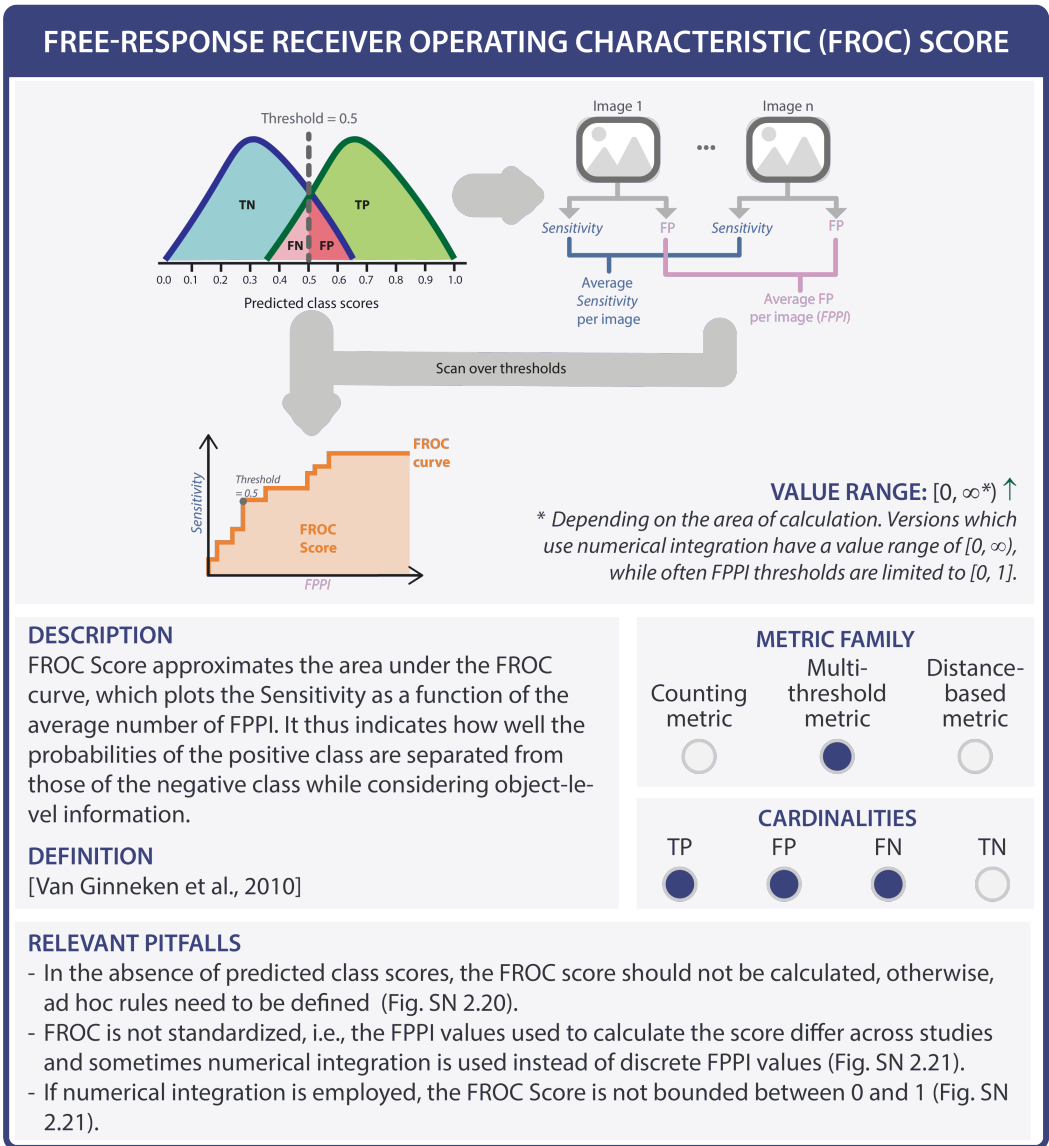 FREE-RESPONSE RECEIVER OPERATING CHARACTERISTIC (FROC) SCORE
Threshold = 0.5
TN
TP
FN
FP
0.0 0.1 0.2 0.3 0.4 0.5 0.6 0.7 0.8 0.9 1.0
Predicted class scores
Image 1
...
Image n
Sensitivity
FP
Sensitivity
FP
Average
Sensitivity
per image
Average FP
per image (FPPI)
Scan over thresholds
Sensitivity
Threshold
= 0.5
FROC
curve
FROC
Score
FPPI
VALUE RANGE: [0, ∞*) ↑
* Depending on the area of calculation. Versions which
use numerical integration have a value range of [0, ∞),
while often FPPI thresholds are limited to [0, 1].
DESCRIPTION
FROC Score approximates the area under the FROC
curve, which plots the Sensitivity as a function of the
average number of FPPI. It thus indicates how well the
probabilities of the positive class are separated from
those of the negative class while considering object-le-
vel information.
DEFINITION
[Van Ginneken et al., 2010]
METRIC FAMILY
Counting
metric
Multi-
threshold
metric
Distance-
based
metric
CARDINALITIES
TP FP FN TN
RELEVANT PITFALLS
- In the absence of predicted class scores, the FROC score should not be calculated, otherwise,
ad hoc rules need to be defined (Fig. SN 2.20).
- FROC is not standardized, i.e., the FPPI values used to calculate the score differ across studies
and sometimes numerical integration is used instead of discrete FPPI values (Fig. SN 2.21).
- If numerical integration is employed, the FROC Score is not bounded between 0 and 1 (Fig. SN
2.21).